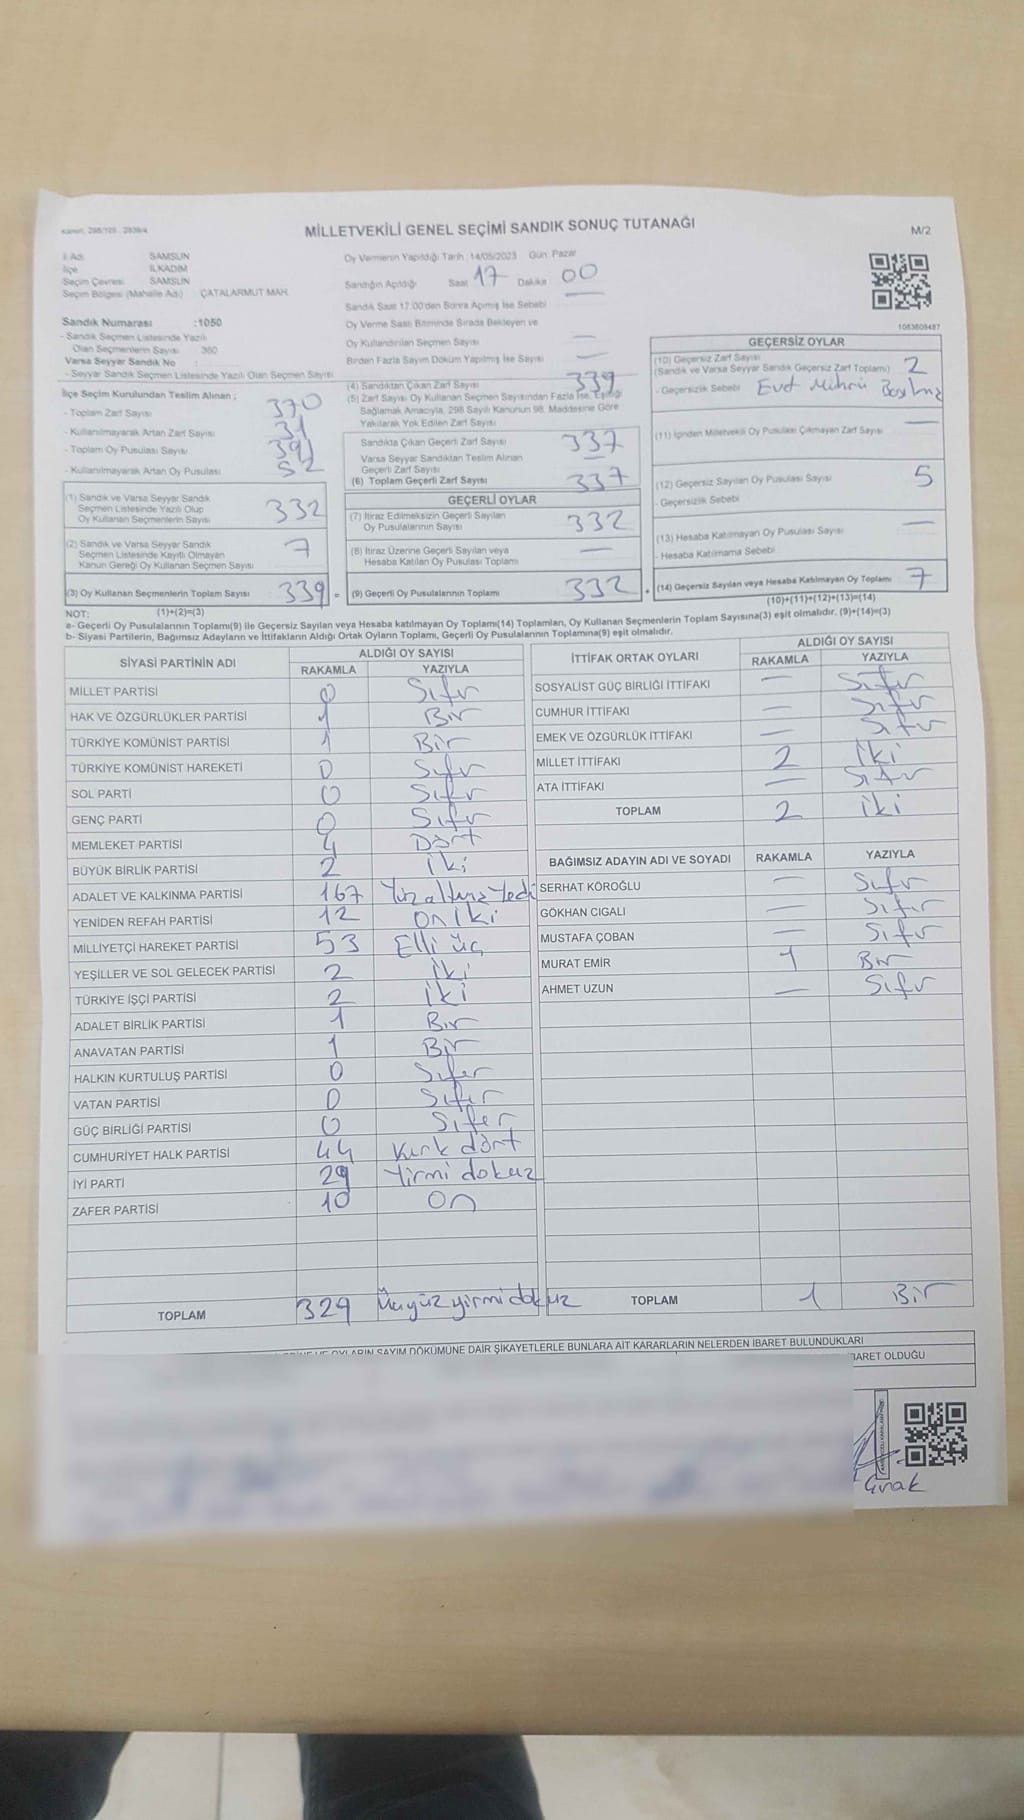 Kanun: 298/105 , 2839/4
MİLLETVEKİLİ GENEL SEÇİMİ SANDIK SONUÇ TUTANAĞI
M/2
İl Adı SAMSUN
İlçe İLKADIM
Seçim Çevresi SAMSUN
Seçim Bölgesi (Mahalle Adı) ÇATALARMUT MAH.
Sandık Numarası :1050
- Sandık Seçmen Listesinde Yazılı
Olan Seçmenlerin Sayısı 360
Varsa Seyyar Sandık No :
- Seyyar Sandık Seçmen Listesinde Yazılı Olan Seçmen Sayısı
Oy Vermenin Yapıldığı Tarih : 14/05/2023 Gün: Pazar
Sandığın Açıldığı Saat 17 Dakika 00
Sandık Saat 17:00'den Sonra Açılmış İse Sebebi —
Oy Verme Saati Bitiminde Sırada Bekleyen ve
Oy Kullandırılan Seçmen Sayısı —
Birden Fazla Sayım Döküm Yapılmış İse Sayısı —
1083808487
İlçe Seçim Kurulundan Teslim Alınan ;
- Toplam Zarf Sayısı 370
- Kullanılmayarak Artan Zarf Sayısı 31
- Toplam Oy Pusulası Sayısı 391
- Kullanılmayarak Artan Oy Pusulası 52
(1) Sandık ve Varsa Seyyar Sandık
Seçmen Listesinde Yazılı Olup
Oy Kullanan Seçmenlerin Sayısı 332
(2) Sandık ve Varsa Seyyar Sandık
Seçmen Listesinde Kayıtlı Olmayan
Kanun Gereği Oy Kullanan Seçmen Sayısı 7
(3) Oy Kullanan Seçmenlerin Toplam Sayısı 339 =
(4) Sandıktan Çıkan Zarf Sayısı 339
(5) Zarf Sayısı Oy Kullanan Seçmen Sayısından Fazla İse, Eşitliği
Sağlamak Amacıyla, 298 Sayılı Kanunun 98. Maddesine Göre
Yakılarak Yok Edilen Zarf Sayısı
Sandıkta Çıkan Geçerli Zarf Sayısı 337
Varsa Seyyar Sandıktan Teslim Alınan
Geçerli Zarf Sayısı —
(6) Toplam Geçerli Zarf Sayısı 337
GEÇERLİ OYLAR
(7) İtiraz Edilmeksizin Geçerli Sayılan
Oy Pusulalarının Sayısı 332
(8) İtiraz Üzerine Geçerli Sayılan veya
Hesaba Katılan Oy Pusulası Toplamı —
(9) Geçerli Oy Pusulalarının Toplamı 332 +
GEÇERSİZ OYLAR
(10) Geçersiz Zarf Sayısı
(Sandık ve Varsa Seyyar Sandık Geçersiz Zarf Toplamı) 2
- Geçersizlik Sebebi Evet Mührü
(11) İçinden Milletvekili Oy Pusulası Çıkmayan Zarf Sayısı —
(12) Geçersiz Sayılan Oy Pusulası Sayısı 5
- Geçersizlik Sebebi
(13) Hesaba Katılmayan Oy Pusulası Sayısı —
- Hesaba Katılmama Sebebi
(14) Geçersiz Sayılan veya Hesaba Katılmayan Oy Toplamı 7
NOT: (1)+(2)=(3)
(10)+(11)+(12)+(13)=(14)
a- Geçerli Oy Pusulalarının Toplamı(9) ile Geçersiz Sayılan veya Hesaba katılmayan Oy Toplamı(14) Toplamları, Oy Kullanan Seçmenlerin Toplam Sayısına(3) eşit olmalıdır. (9)+(14)=(3)
b- Siyasi Partilerin, Bağımsız Adayların ve İttifakların Aldığı Ortak Oyların Toplamı, Geçerli Oy Pusulalarının Toplamına(9) eşit olmalıdır.
SİYASİ PARTİNİN ADI ALDIĞI OY SAYISI
RAKAMLA YAZIYLA
MİLLET PARTİSİ 0 Sıfır
HAK VE ÖZGÜRLÜKLER PARTİSİ 1 Bir
TÜRKİYE KOMÜNİST PARTİSİ 1 Bir
TÜRKİYE KOMÜNİST HAREKETİ 0 Sıfır
SOL PARTİ 0 Sıfır
GENÇ PARTİ 0 Sıfır
MEMLEKET PARTİSİ 4 Dört
BÜYÜK BİRLİK PARTİSİ 2 İki
ADALET VE KALKINMA PARTİSİ 167 Yüz altmış Yedi
YENİDEN REFAH PARTİSİ 12 on iki
MİLLİYETÇİ HAREKET PARTİSİ 53 Elli üç
YEŞİLLER VE SOL GELECEK PARTİSİ 2 İki
TÜRKİYE İŞÇİ PARTİSİ 2 İki
ADALET BİRLİK PARTİSİ 1 Bir
ANAVATAN PARTİSİ 1 Bir
HALKIN KURTULUŞ PARTİSİ 0 Sıfer
VATAN PARTİSİ 0 Sıfır
GÜÇ BİRLİĞİ PARTİSİ 0 Sıfer
CUMHURİYET HALK PARTİSİ 44 Kırk dört
İYİ PARTİ 29 Yirmi dokuz
ZAFER PARTİSİ 10 On
TOPLAM 329 Üçyüz yirmi dokuz
İTTİFAK ORTAK OYLARI ALDIĞI OY SAYISI
RAKAMLA YAZIYLA
SOSYALİST GÜÇ BİRLİĞİ İTTİFAKI — Sıfır
CUMHUR İTTİFAKI — Sıfır
EMEK VE ÖZGÜRLÜK İTTİFAKI — Sıfır
MİLLET İTTİFAKI 2 İki
ATA İTTİFAKI — Sıfır
TOPLAM 2 İki
BAĞIMSIZ ADAYIN ADI VE SOYADI RAKAMLA YAZIYLA
SERHAT KÖROĞLU — Sıfır
GÖKHAN CIGALI — Sıfır
MUSTAFA ÇOBAN — Sıfır
MURAT EMİR 1 Bir
AHMET UZUN — Sıfır
TOPLAM 1 Bir
OYLARIN SAYIM DÖKÜMÜNE DAİR ŞİKAYETLERLE BUNLARA AİT KARARLARIN NELERDEN İBARET BULUNDUKLARI
İBARET OLDUĞU